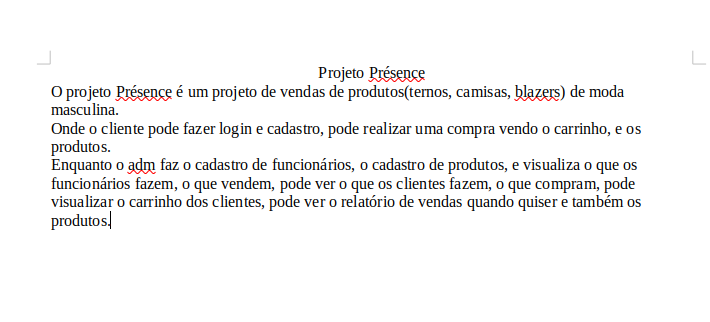 Projeto Présence
O projeto Présence é um projeto de vendas de produtos(ternos, camisas, blazers) de moda
masculina.
Onde o cliente pode fazer login e cadastro, pode realizar uma compra vendo o carrinho, e os
produtos.
Enquanto o adm faz o cadastro de funcionários, o cadastro de produtos, e visualiza o que os
funcionários fazem, o que vendem, pode ver o que os clientes fazem, o que compram, pode
visualizar o carrinho dos clientes, pode ver o relatório de vendas quando quiser e também os
produtos.